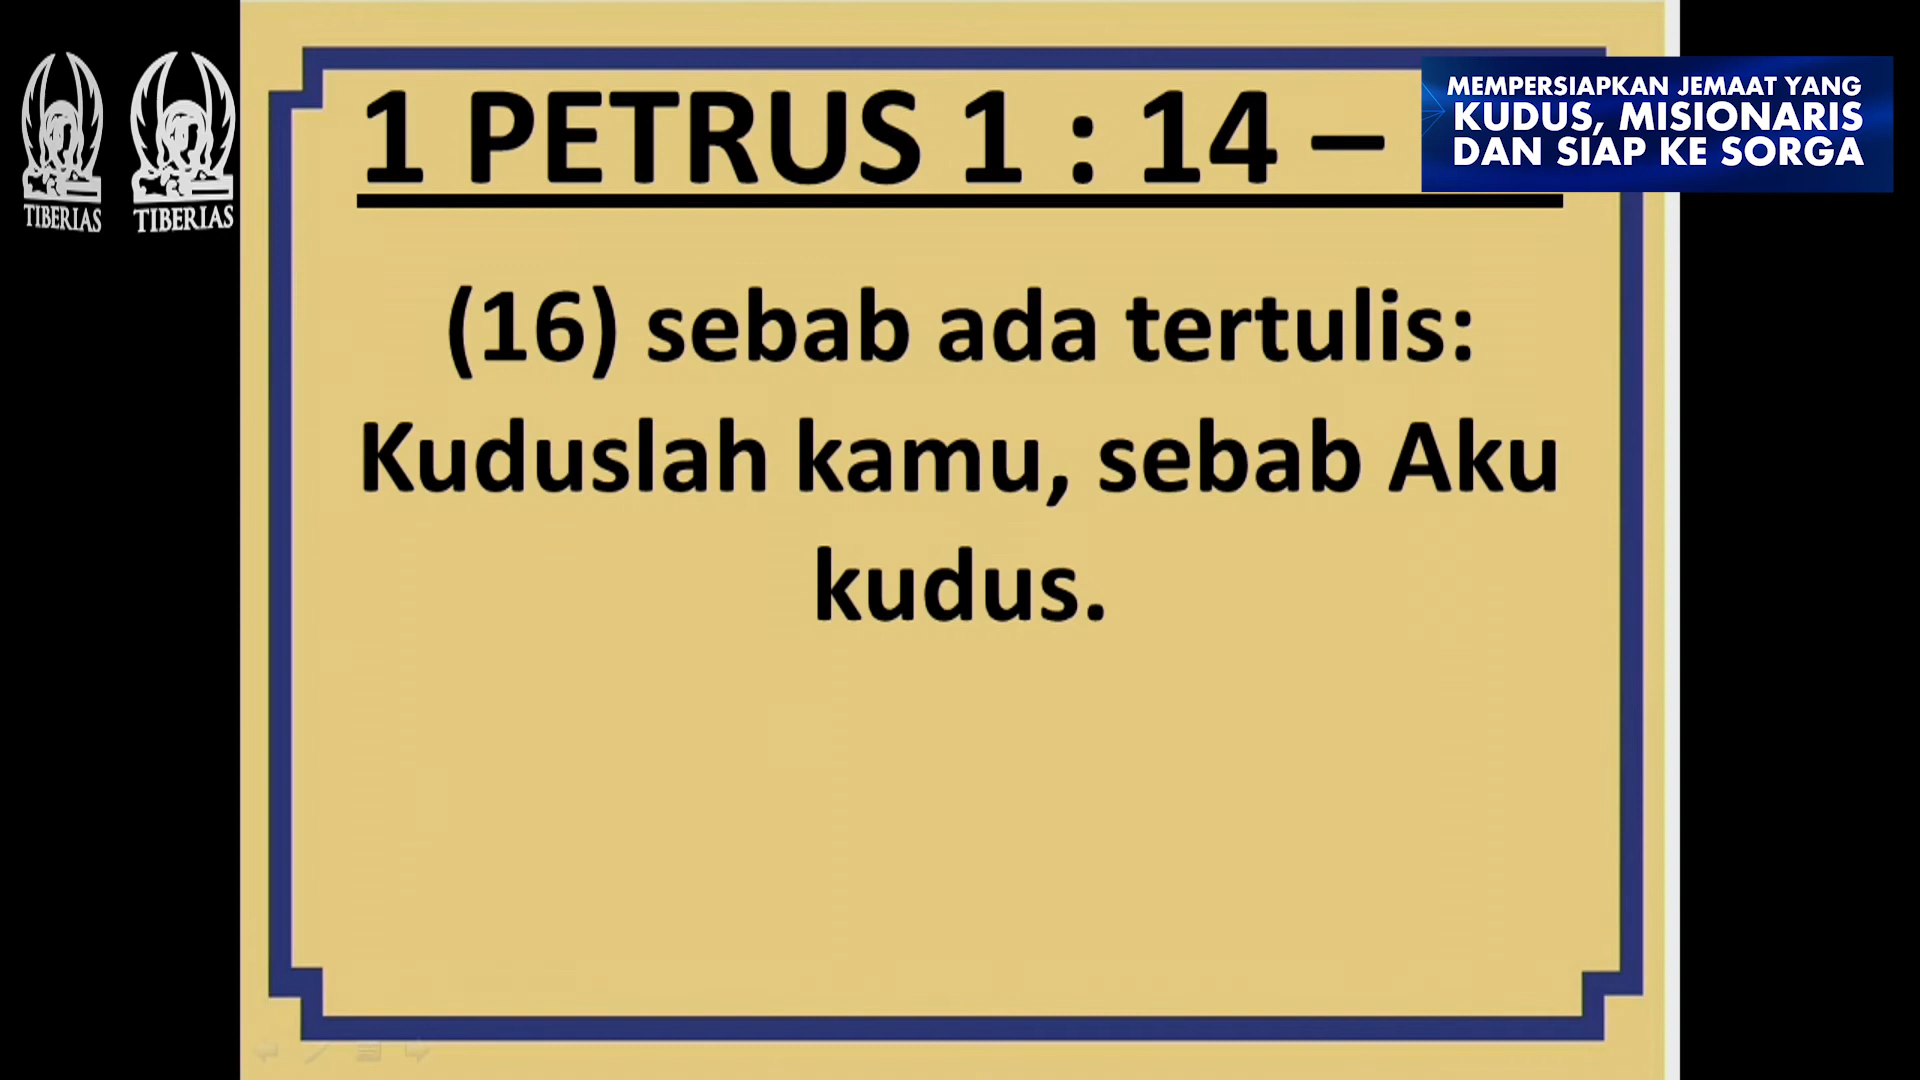 TIBERIAS
TIBERIAS
1 PETRUS 1 : 14 –
MEMPERSIAPKAN JEMAAT YANG
KUDUS, MISIONARIS
DAN SIAP KE SORGA
(16) sebab ada tertulis:
Kuduslah kamu, sebab Aku
kudus.